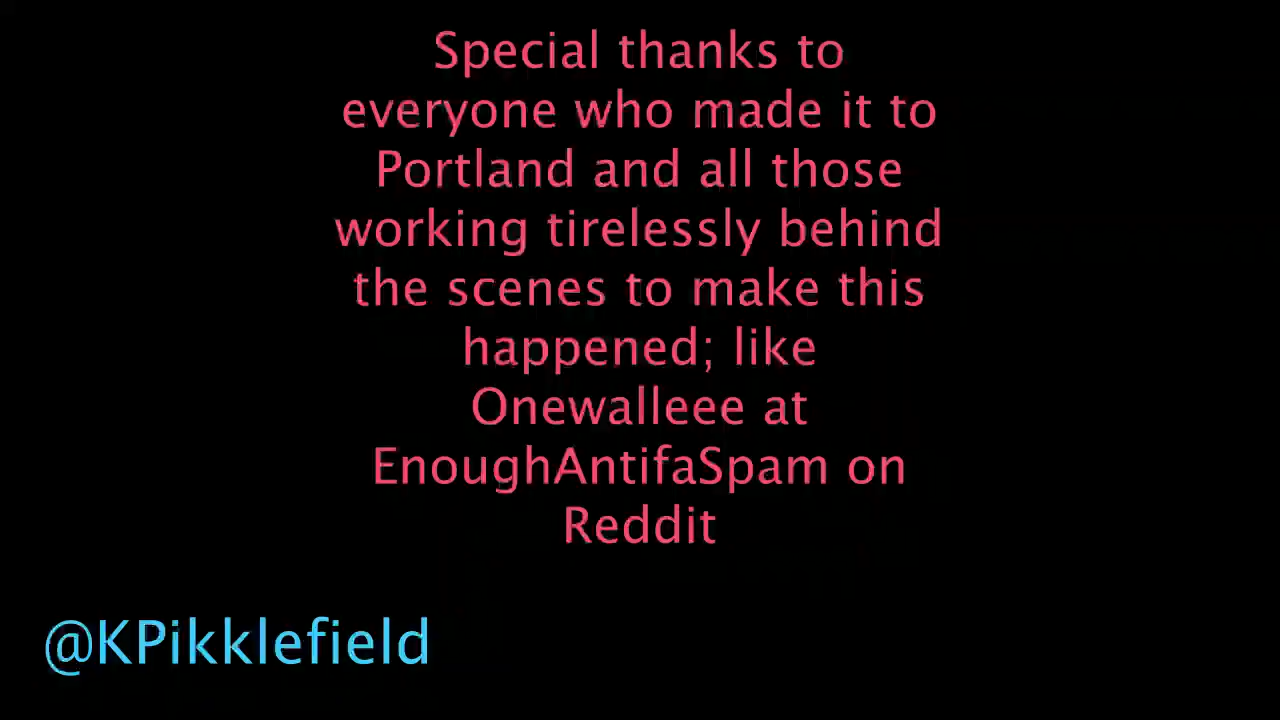 Special thanks to
everyone who made it to
Portland and all those
working tirelessly behind
the scenes to make this
happened; like
Onewalleee at
EnoughAntifaSpam on
Reddit
@KPikklefield